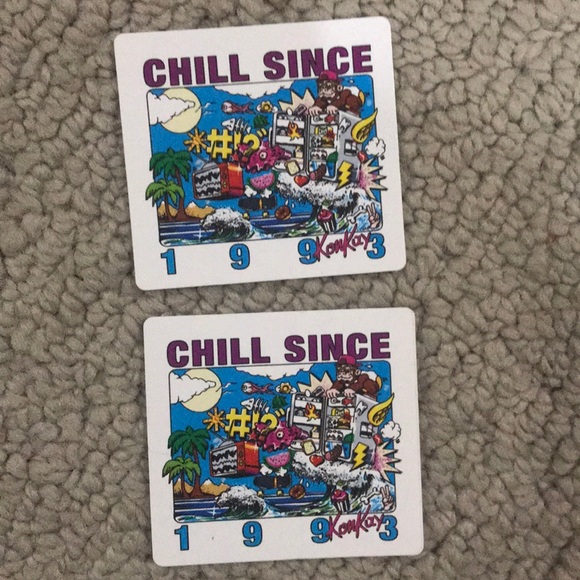 CHILL SINCE
*#!?
KonKay
1 9 9 3
CHILL SINCE
#!?
KonKay
1 9 9 3